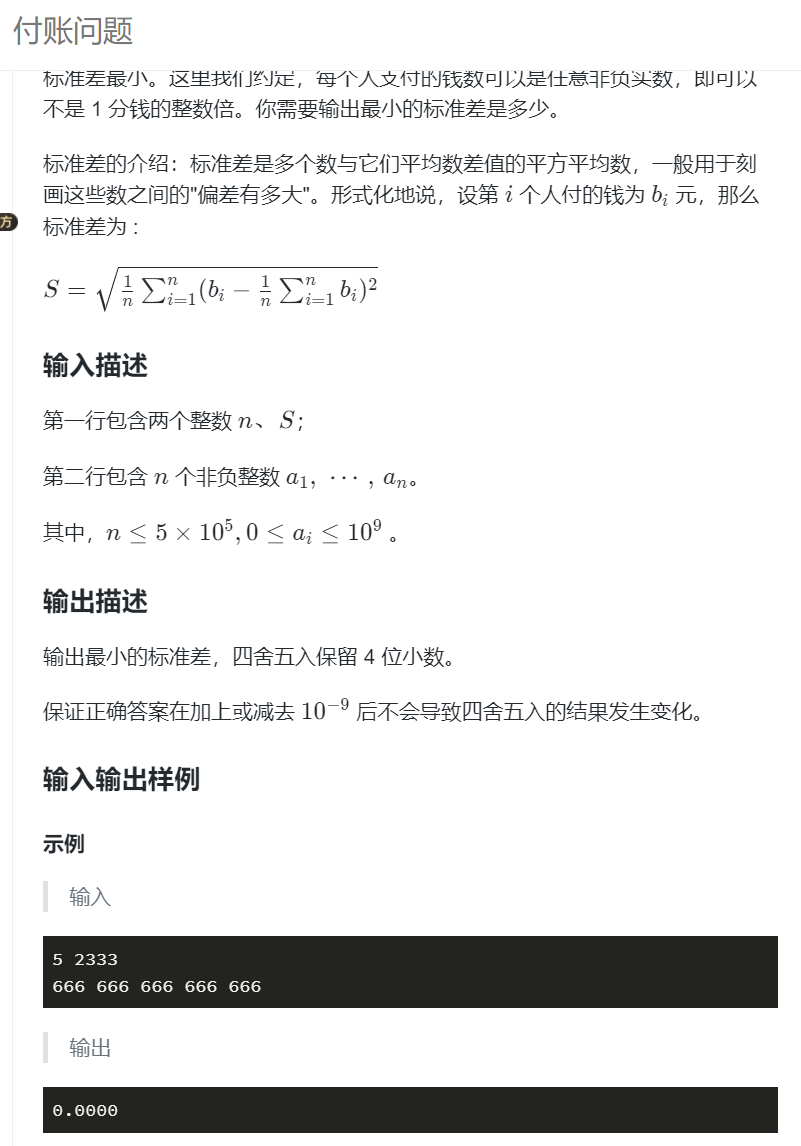 付账问题
标准差最小。这里我们约定，每个人支付的钱数可以是任意非负实数，即可以
不是 1 分钱的整数倍。你需要输出最小的标准差是多少。
标准差的介绍：标准差是多个数与它们平均数差值的平方平均数，一般用于刻
画这些数之间的"偏差有多大"。形式化地说，设第 i 个人付的钱为 b_i 元，那么
方
标准差为 :
S = \sqrt{\frac{1}{n} \sum_{i=1}^{n} (b_i - \frac{1}{n} \sum_{i=1}^{n} b_i)^2}
输入描述
第一行包含两个整数 n、S；
第二行包含 n 个非负整数 a_1, ⋯, a_n。
其中，n ≤ 5 × 10^5, 0 ≤ a_i ≤ 10^9 。
输出描述
输出最小的标准差，四舍五入保留 4 位小数。
保证正确答案在加上或减去 10^{-9} 后不会导致四舍五入的结果发生变化。
输入输出样例
示例
输入
5 2333
666 666 666 666 666
输出
0.0000